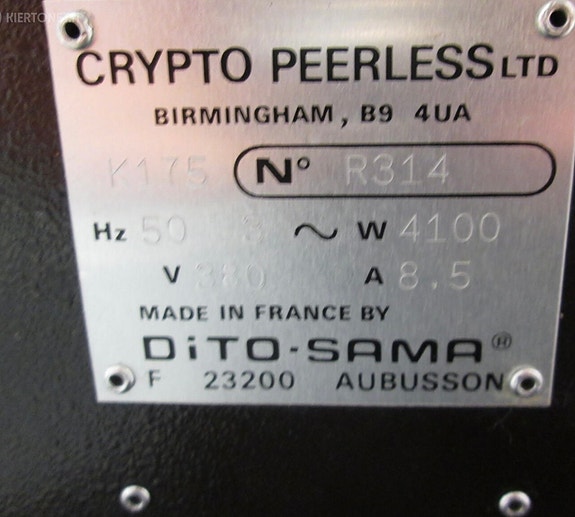 CRYPTO PEERLESS LTD
BIRMINGHAM, B9 4UA
K175 N° R314
Hz 50 3 ~ W 4100
V 380 A 8.5
MADE IN FRANCE BY
DiTO-SAMA ®
F 23200 AUBUSSON